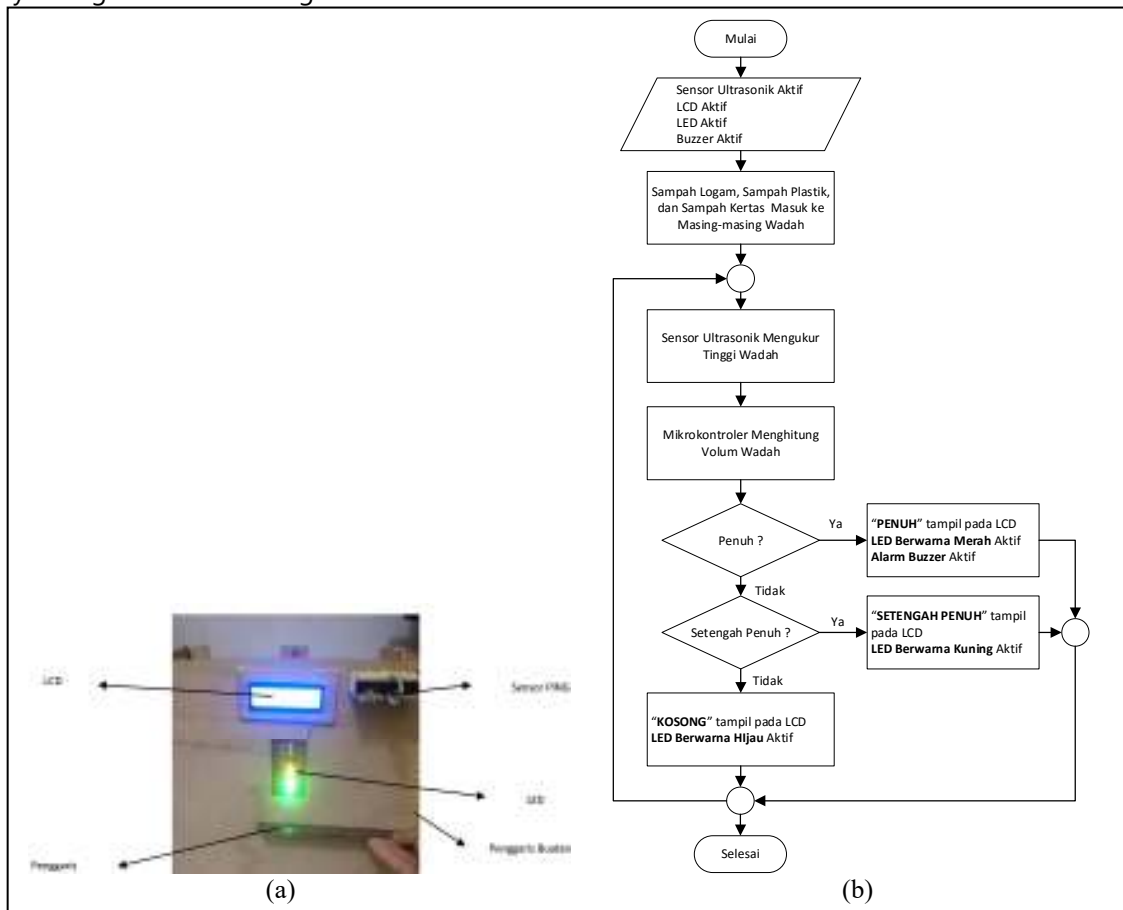 LCD
Sensor PING
LED
Penggaris Buatan
Penggaris
(a)
Mulai
Sensor Ultrasonik Aktif
LCD Aktif
LED Aktif
Buzzer Aktif
Sampah Logam, Sampah Plastik,
dan Sampah Kertas Masuk ke
Masing-masing Wadah
Sensor Ultrasonik Mengukur
Tinggi Wadah
Mikrokontroler Menghitung
Volum Wadah
Penuh ?
Ya
“PENUH” tampil pada LCD
LED Berwarna Merah Aktif
Alarm Buzzer Aktif
Tidak
Setengah Penuh ?
Ya
“SETENGAH PENUH” tampil
pada LCD
LED Berwarna Kuning Aktif
Tidak
“KOSONG” tampil pada LCD
LED Berwarna HIjau Aktif
Selesai
(b)